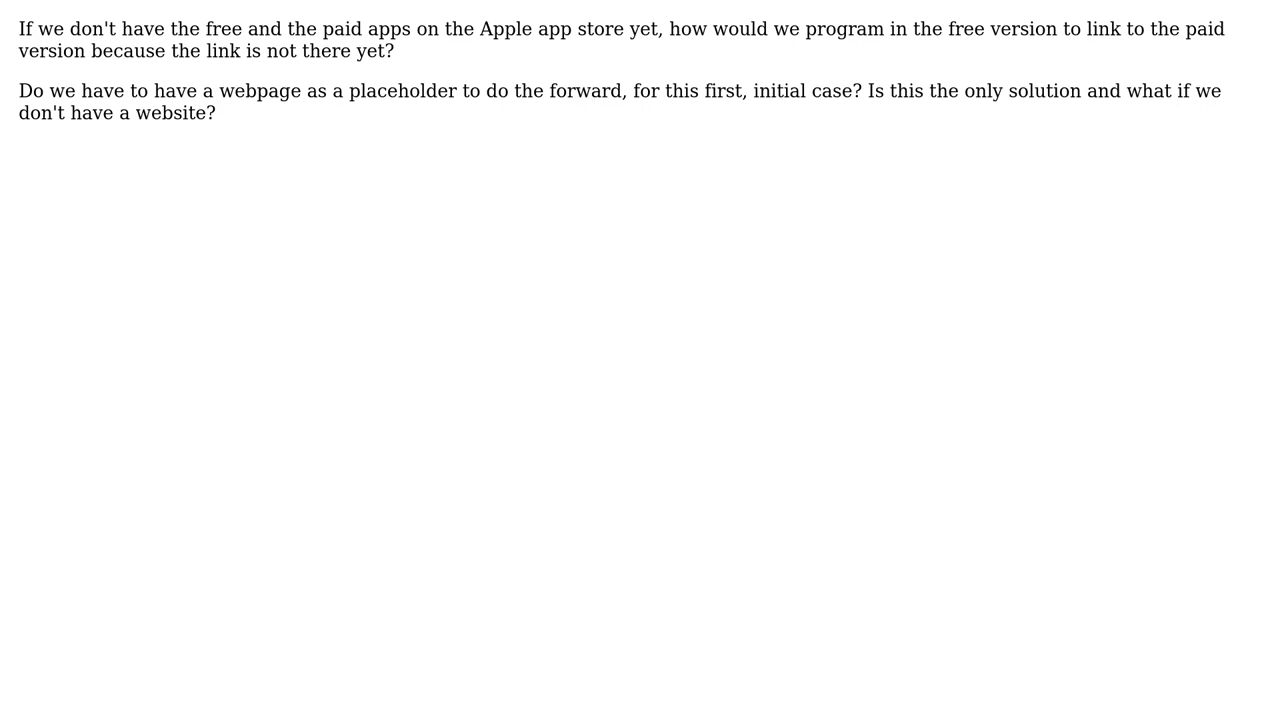 If we don't have the free and the paid apps on the Apple app store yet, how would we program in the free version to link to the paid
version because the link is not there yet?
Do we have to have a webpage as a placeholder to do the forward, for this first, initial case? Is this the only solution and what if we
don't have a website?